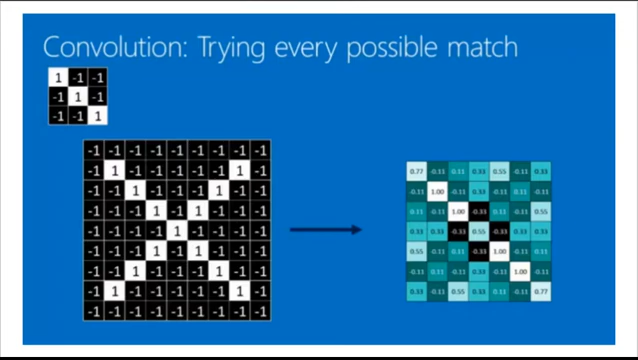 Convolution: Trying every possible match
1 -1 -1
-1 1 -1
-1 -1 1
-1 -1 -1 -1 -1 -1 -1 -1 -1
-1 1 -1 -1 -1 -1 -1 1 -1
-1 -1 1 -1 -1 -1 1 -1 -1
-1 -1 -1 1 -1 1 -1 -1 -1
-1 -1 -1 -1 1 -1 -1 -1 -1
-1 -1 -1 1 -1 1 -1 -1 -1
-1 -1 1 -1 -1 -1 1 -1 -1
-1 1 -1 -1 -1 -1 -1 1 -1
-1 -1 -1 -1 -1 -1 -1 -1 -1
0.77 -0.11 0.11 0.33 0.55 -0.11 0.33
-0.11 1.00 -0.11 0.33 -0.11 0.11 -0.11
0.11 -0.11 1.00 -0.33 0.11 -0.11 0.55
0.33 0.33 -0.33 0.55 -0.33 0.33 0.33
0.55 -0.11 0.11 -0.33 1.00 -0.11 0.11
-0.11 0.11 -0.11 0.33 -0.11 1.00 -0.11
0.33 -0.11 0.55 0.33 0.11 -0.11 0.77